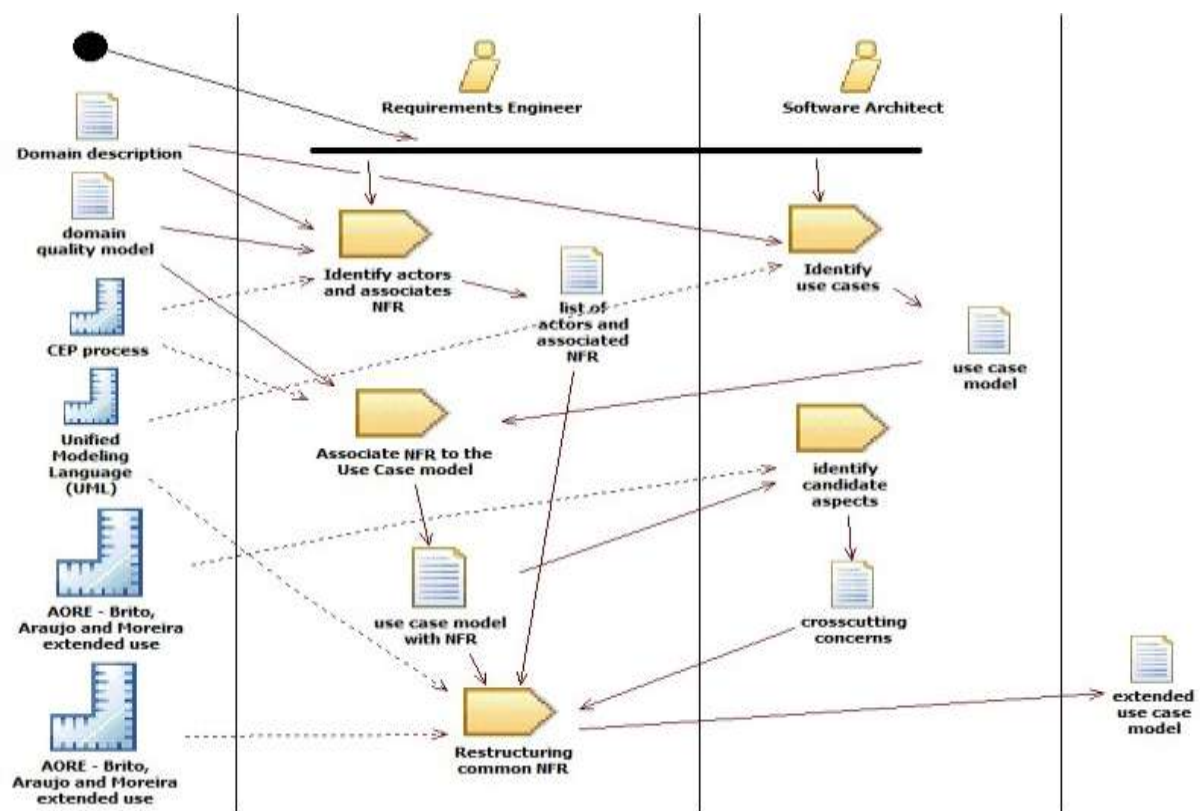 Requirements Engineer
Software Architect
Domain description
domain
quality model
Identify actors
and associates
NFR
list of
actors and
associated
NFR
Identify
use cases
CEP process
use case
model
Unified
Modeling
Language
(UML)
Associate NFR to the
Use Case model
identify
candidate
aspects
AORE - Brito,
Araujo and Moreira
extended use
use case model
with NFR
crosscutting
concerns
AORE - Brito,
Araujo and Moreira
extended use
Restructuring
common NFR
extended
use case
model